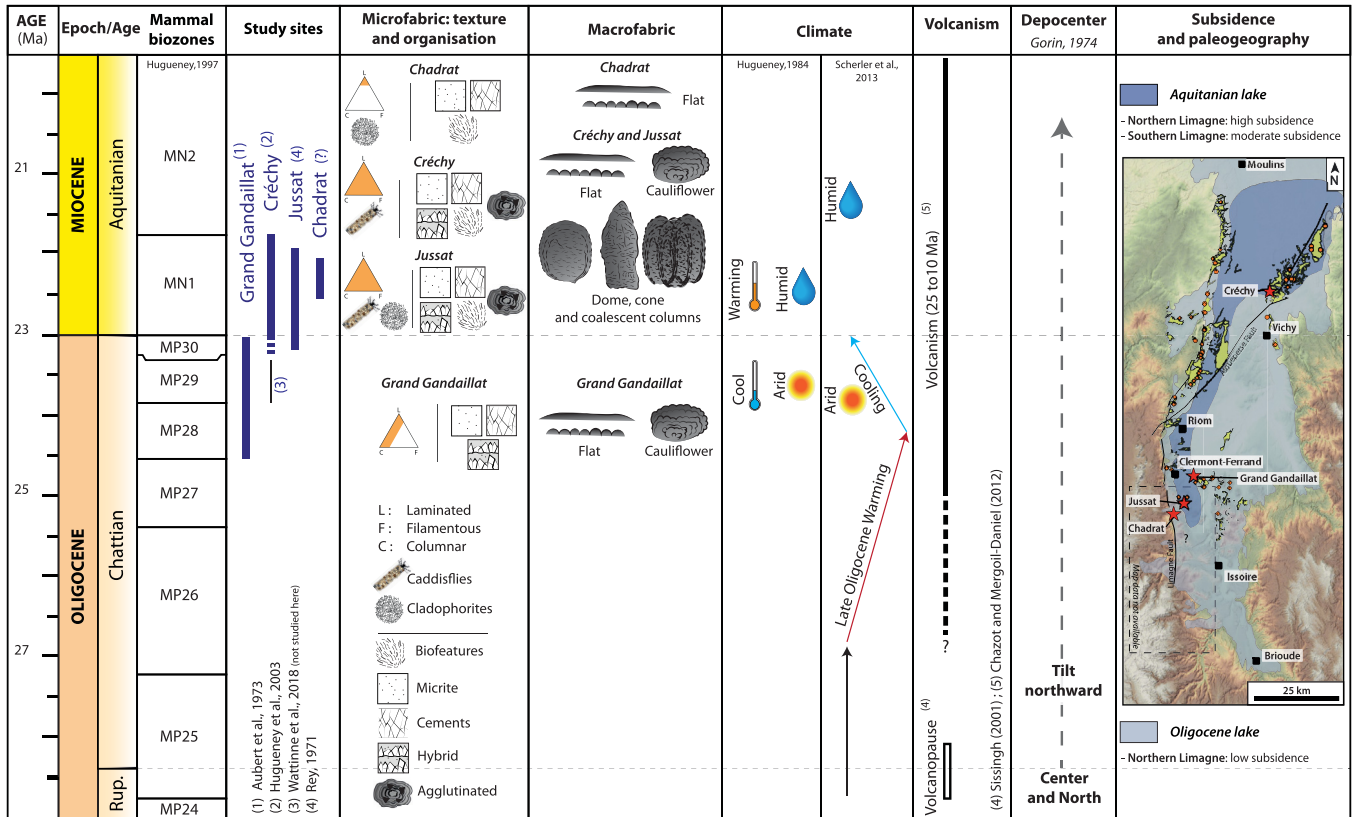 AGE
(Ma)
Epoch/Age
Mammal
biozones
Study sites
Microfabric: texture
and organisation
Macrofabric
Climate
Volcanism
Depocenter
Gorin, 1974
Subsidence
and paleogeography
21
23
25
27
MIOCENE
OLIGOCENE
Aquitanian
Chattian
Rup.
Hugueney,1997
MN2
MN1
MP30
MP29
MP28
MP27
MP26
MP25
MP24
Grand Gandaillat (1)
Créchy (2)
Jussat (4)
Chadrat (?)
(3)
(1) Aubert et al., 1973
(2) Hugueney et al., 2003
(3) Wattinne et al., 2018 (not studied here)
(4) Rey, 1971
Chadrat
L
C F
Créchy
L
C F
Jussat
L
C F
Grand Gandaillat
L
C F
L : Laminated
F : Filamentous
C : Columnar
Caddisflies
Cladophorites
Biofeatures
Micrite
Cements
Hybrid
Agglutinated
Chadrat
Flat
Créchy and Jussat
Flat
Cauliflower
Dome, cone
and coalescent columns
Grand Gandaillat
Flat
Cauliflower
Hugueney, 1984
Scherler et al.,
2013
Humid
Warming
Humid
Cool
Arid
Arid
Cooling
Late Oligocene Warming
Volcanism (25 to10 Ma) (5)
?
Volcanopause (4)
(4) Sissingh (2001) ; (5) Chazot and Mergoil-Daniel (2012)
Tilt
northward
Center
and North
Aquitanian lake
- Northern Limagne: high subsidence
- Southern Limagne: moderate subsidence
Moulins
N
Créchy
Vichy
Riom
Clermont-Ferrand
Grand Gandaillat
Jussat
Chadrat
?
Limagne Fault
Map data not available
Issoire
Brioude
25 km
Oligocene lake
- Northern Limagne: low subsidence